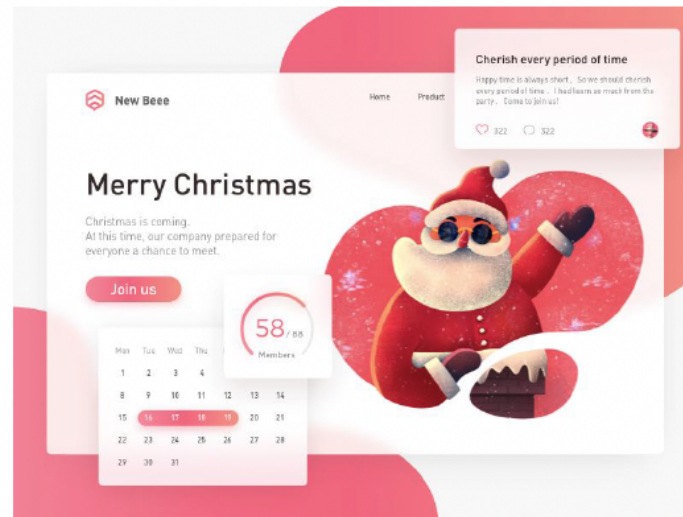 New Beee
Home Product
Cherish every period of time
Happy time is always short. So we should cherish
every period of time. I had learn so much from the
party. Come to join us!
322 322
Merry Christmas
Christmas is coming.
At this time, our company prepared for
everyone a chance to meet.
Join us
58/88
Members
Mon Tue Wed Thu
1 2 3 4
8 9 10 11 12 13 14
15 16 17 18 19 20 21
22 23 24 25 26 27 28
29 30 31